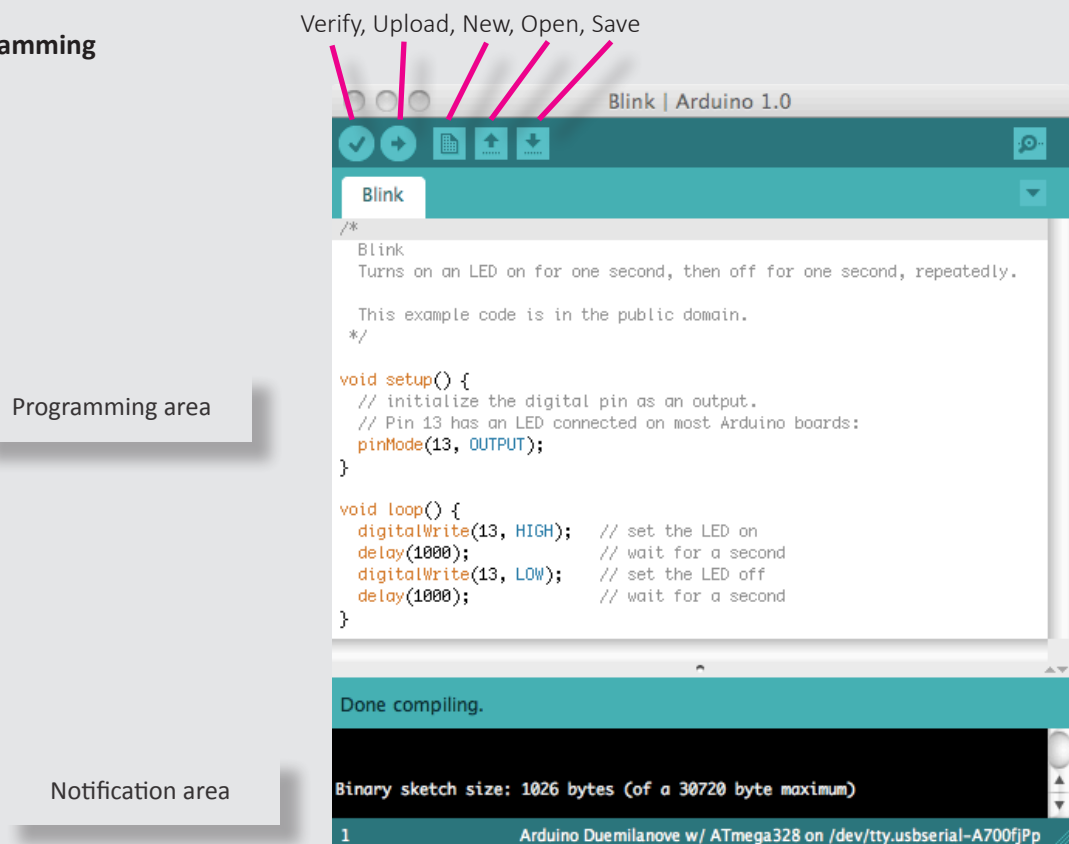 Verify, Upload, New, Open, Save
amming
Blink | Arduino 1.0
Blink
/*
Blink
Turns on an LED on for one second, then off for one second, repeatedly.
This example code is in the public domain.
*/
void setup() {
// initialize the digital pin as an output.
// Pin 13 has an LED connected on most Arduino boards:
pinMode(13, OUTPUT);
}
Programming area
void loop() {
digitalWrite(13, HIGH); // set the LED on
delay(1000); // wait for a second
digitalWrite(13, LOW); // set the LED off
delay(1000); // wait for a second
}
Done compiling.
Notification area
Binary sketch size: 1026 bytes (of a 30720 byte maximum)
1 Arduino Duemilanove w/ ATmega328 on /dev/tty.usbserial-A700fjPp